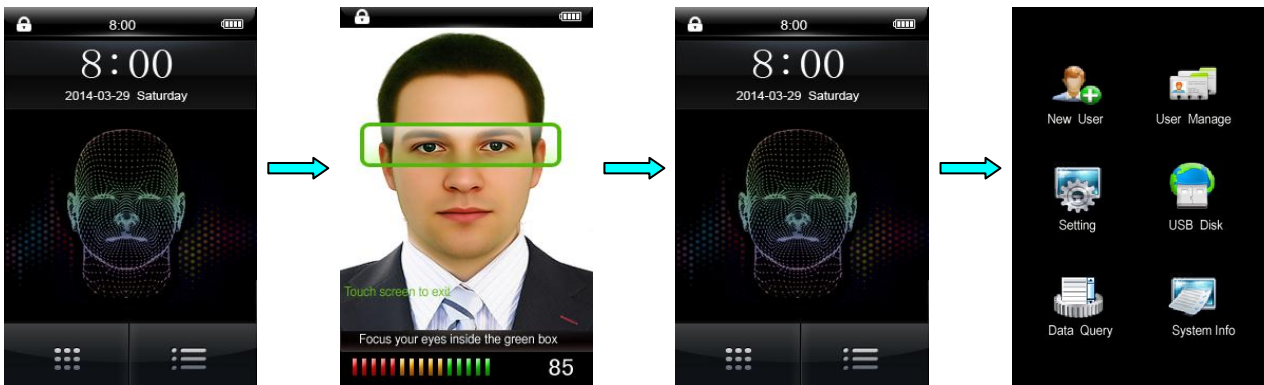 8:00
8:00
2014-03-29 Saturday
Touch screen to exit
Focus your eyes inside the green box
85
8:00
8:00
2014-03-29 Saturday
New User
User Manage
Setting
USB Disk
Data Query
System Info